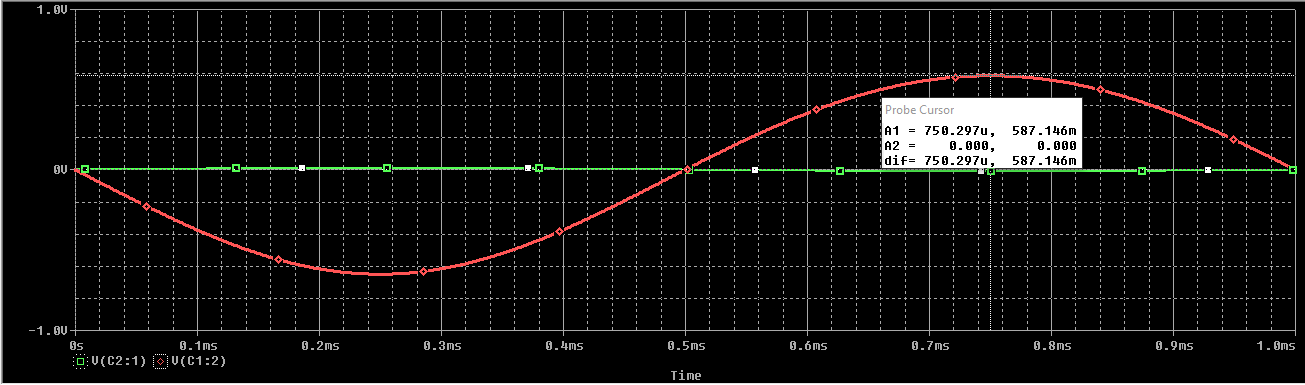 1.0V
Probe Cursor
A1 = 750.297u, 587.146m
A2 = 0.000, 0.000
dif= 750.297u, 587.146m
0V
-1.0V
0s 0.1ms 0.2ms 0.3ms 0.4ms 0.5ms 0.6ms 0.7ms 0.8ms 0.9ms 1.0ms
V(C2:1) V(C1:2)
Time